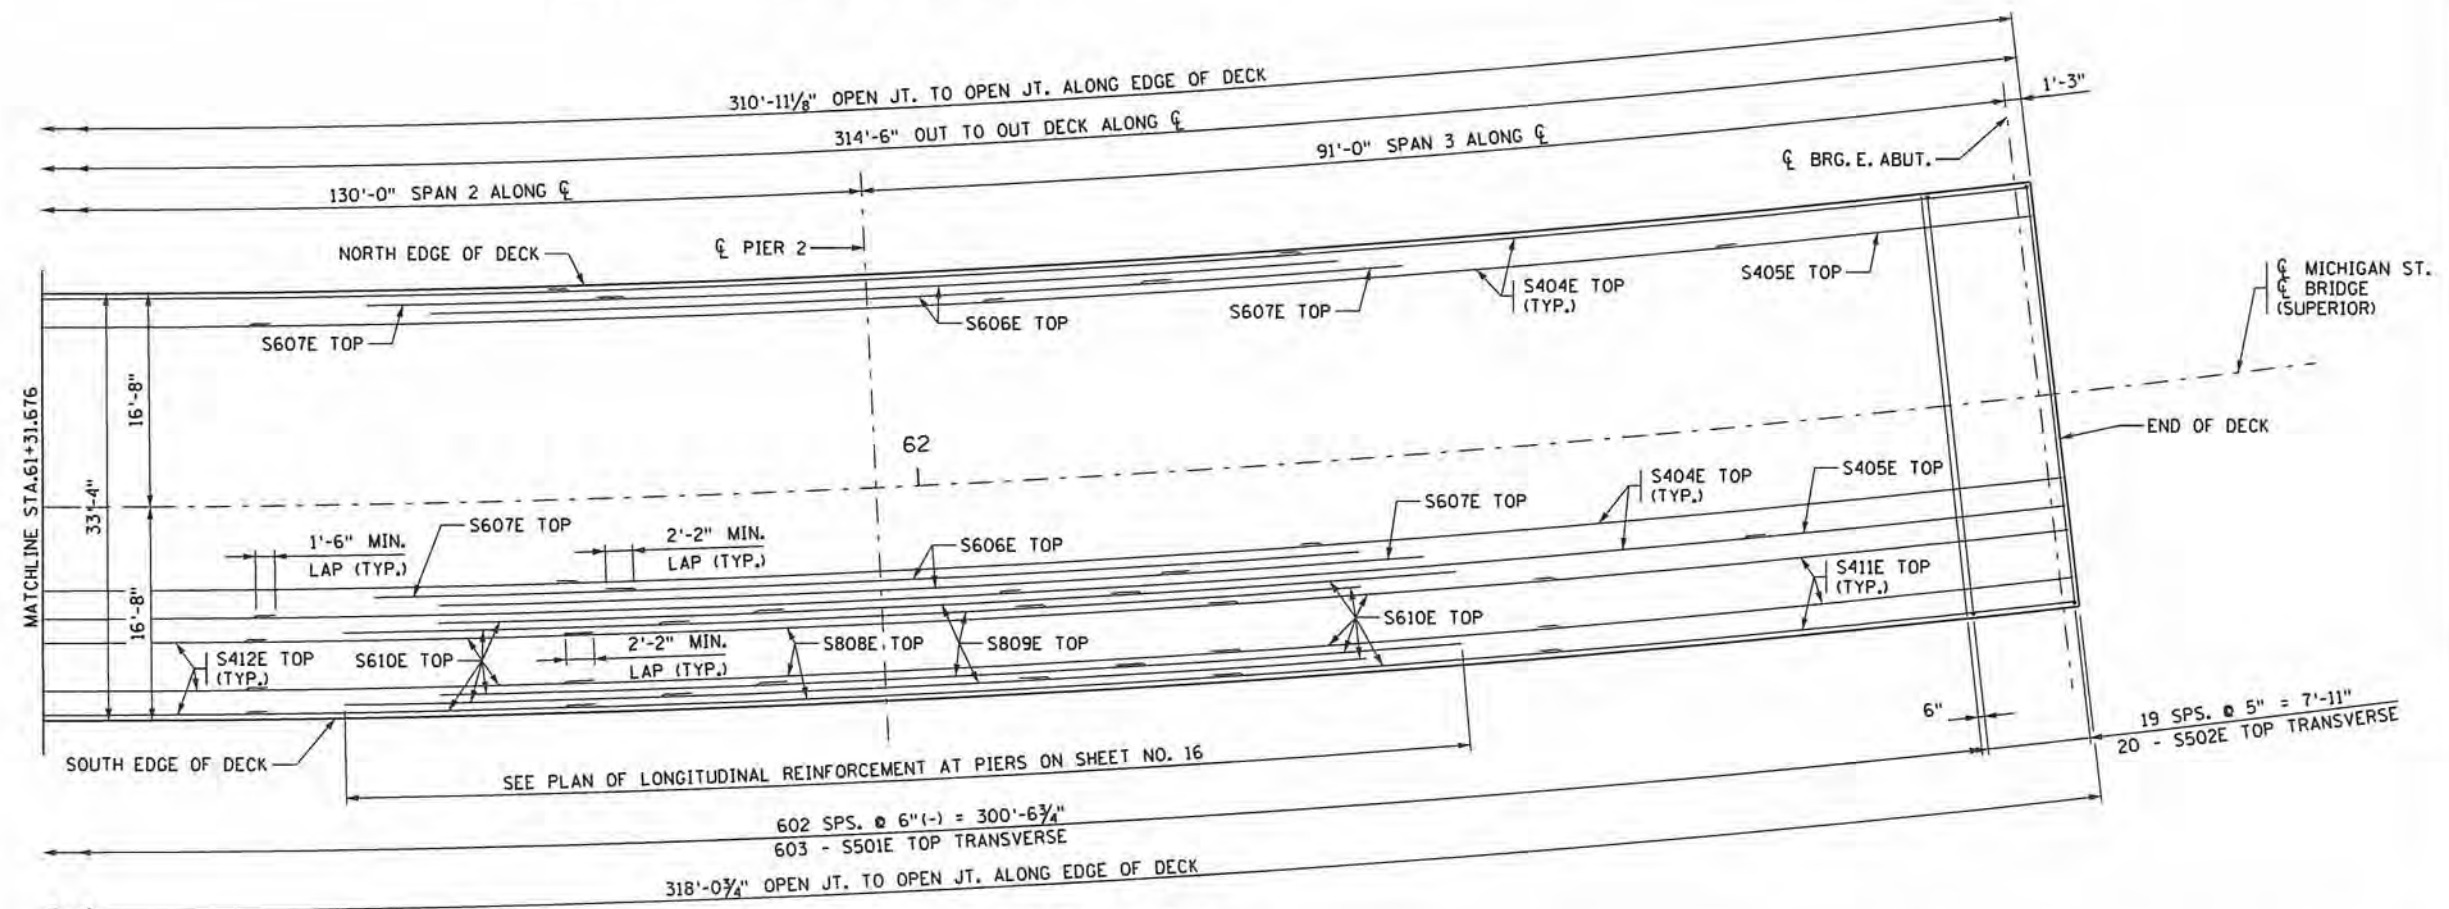 310'-11⅛" OPEN JT. TO OPEN JT. ALONG EDGE OF DECK
1'-3"
314'-6" OUT TO OUT DECK ALONG ℄
91'-0" SPAN 3 ALONG ℄
℄ BRG. E. ABUT.
130'-0" SPAN 2 ALONG ℄
NORTH EDGE OF DECK
℄ PIER 2
S404E TOP
(TYP.)
S405E TOP
℄ MICHIGAN ST.
℄ BRIDGE
(SUPERIOR)
S607E TOP
S606E TOP
S607E TOP
MATCHLINE STA.61+31.676
33'-4"
16'-8"
62
END OF DECK
S607E TOP
1'-6" MIN.
LAP (TYP.)
2'-2" MIN.
LAP (TYP.)
S606E TOP
S607E TOP
S404E TOP
(TYP.)
S405E TOP
16'-8"
S411E TOP
(TYP.)
S412E TOP
(TYP.)
S610E TOP
2'-2" MIN.
LAP (TYP.)
S808E TOP
S809E TOP
S610E TOP
SOUTH EDGE OF DECK
SEE PLAN OF LONGITUDINAL REINFORCEMENT AT PIERS ON SHEET NO. 16
6"
19 SPS. @ 5" = 7'-11"
20 - S502E TOP TRANSVERSE
602 SPS. @ 6"(-) = 300'-6¾"
603 - S501E TOP TRANSVERSE
318'-0¾" OPEN JT. TO OPEN JT. ALONG EDGE OF DECK